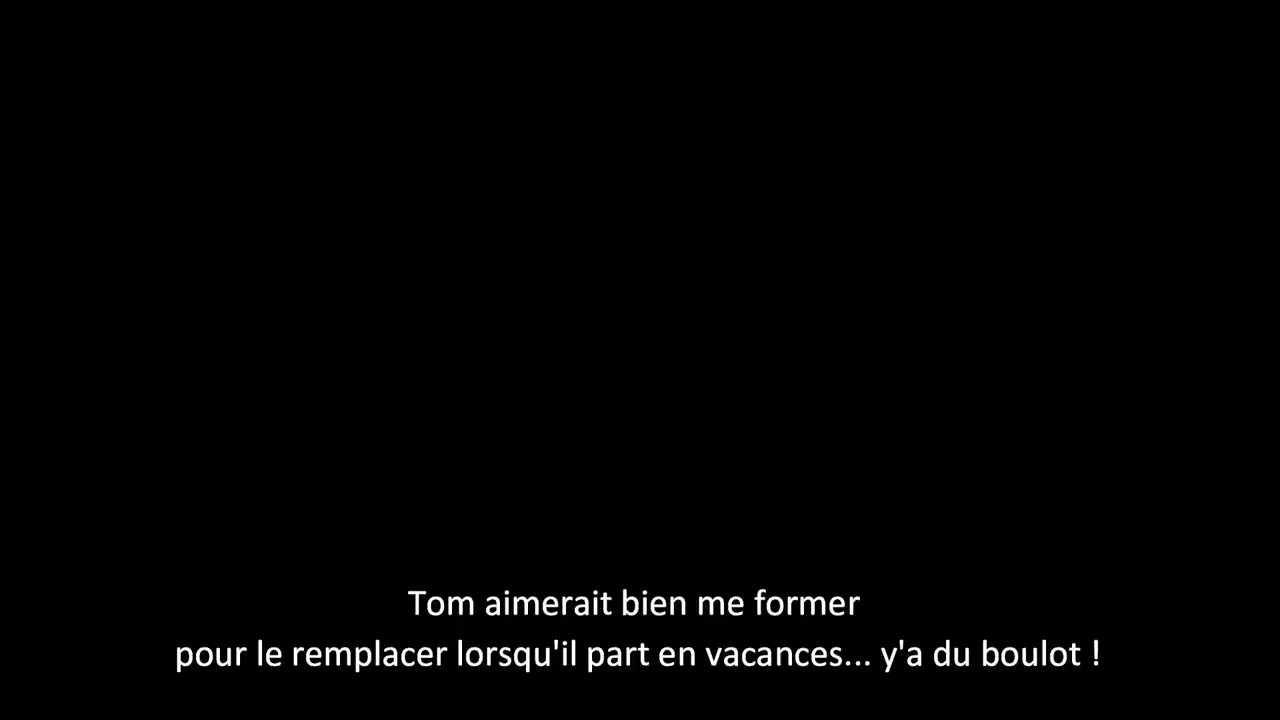 Tom aimerait bien me former
pour le remplacer lorsqu'il part en vacances... y'a du boulot !